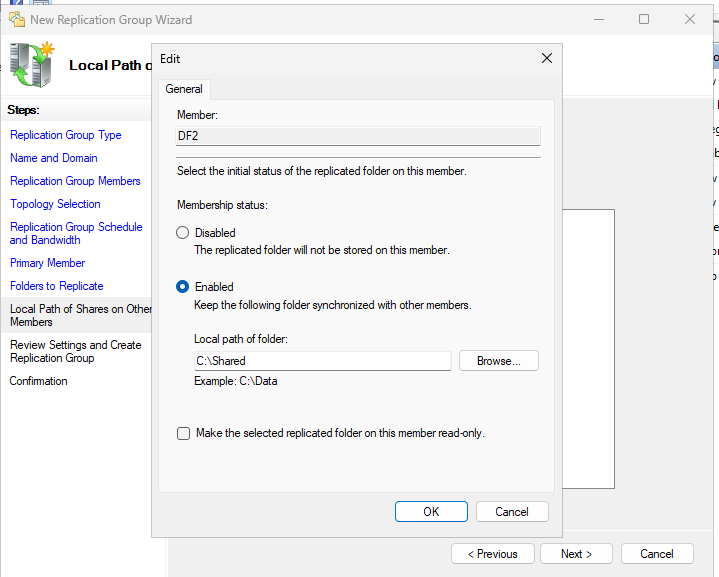 New Replication Group Wizard
Local Path o
Steps:
Replication Group Type
Name and Domain
Replication Group Members
Topology Selection
Replication Group Schedule
and Bandwidth
Primary Member
Folders to Replicate
Local Path of Shares on Other
Members
Review Settings and Create
Replication Group
Confirmation
Edit
General
Member:
DF2
Select the initial status of the replicated folder on this member.
Membership status:
Disabled
The replicated folder will not be stored on this member.
Enabled
Keep the following folder synchronized with other members.
Local path of folder:
C:\Shared
Browse...
Example: C:\Data
Make the selected replicated folder on this member read-only.
OK
Cancel
< Previous
Next >
Cancel